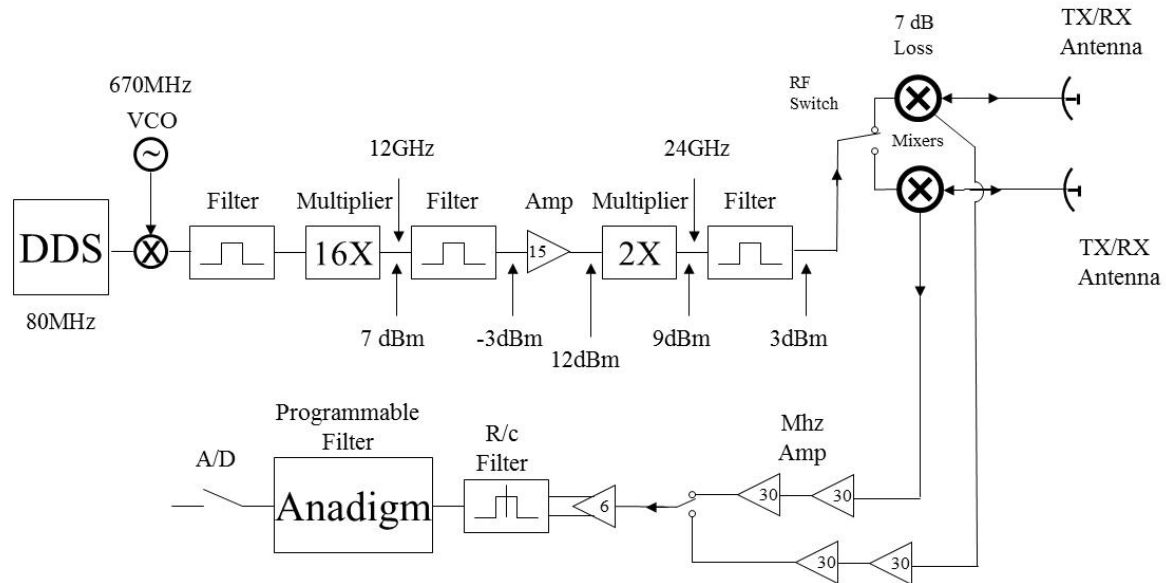 7 dB
Loss
TX/RX
Antenna
670MHz
VCO
RF
Switch
12GHz
24GHz
Mixers
Filter
Multiplier
Filter
Amp
Multiplier
Filter
DDS
16X
15
2X
80MHz
7 dBm
-3dBm
12dBm
9dBm
3dBm
TX/RX
Antenna
Programmable
Filter
R/c
Filter
Mhz
Amp
A/D
Anadigm
6
30
30
30
30